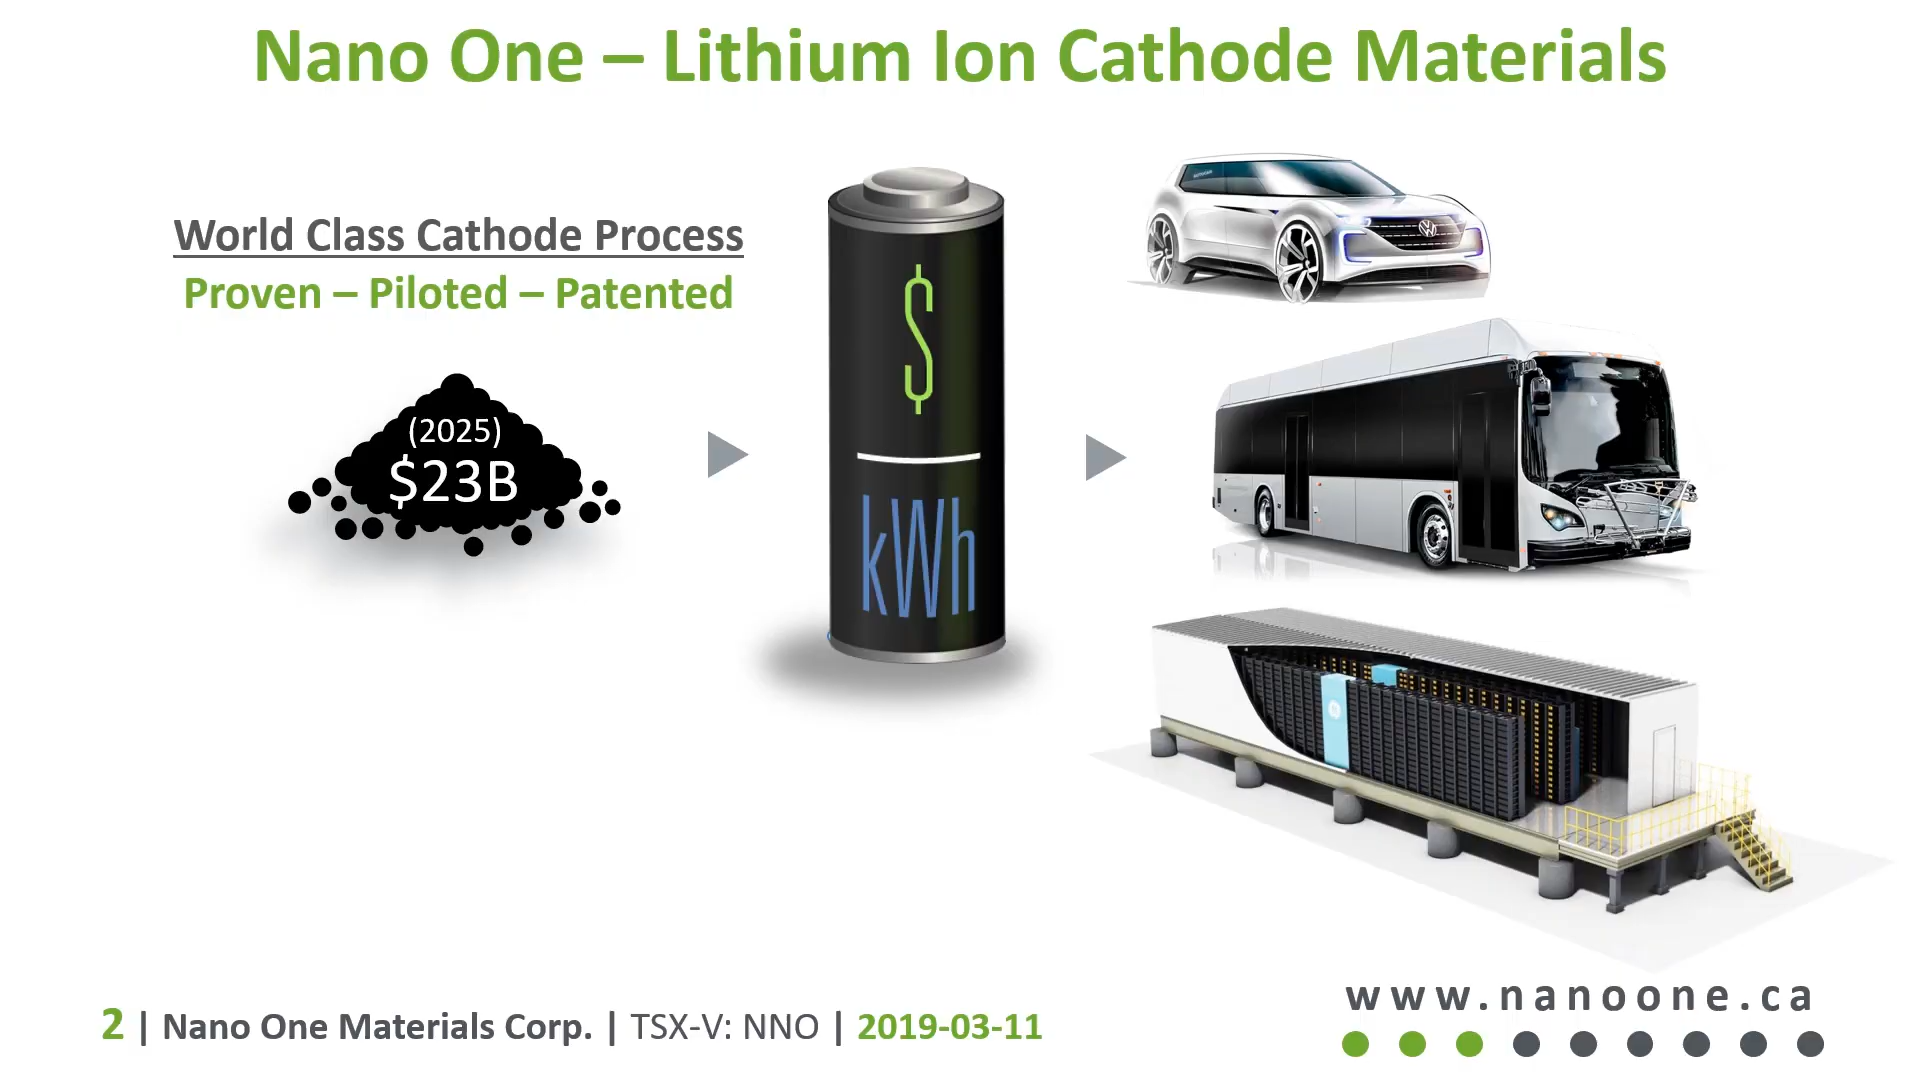 Nano One – Lithium Ion Cathode Materials
World Class Cathode Process
Proven – Piloted – Patented
(2025)
$23B
$
kWh
www.nanoone.ca
2 | Nano One Materials Corp. | TSX-V: NNO | 2019-03-11